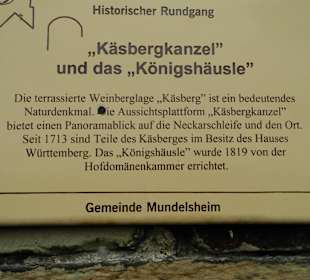 Historischer Rundgang
„Käsbergkanzel”
und das „Königshäusle”
Die terrassierte Weinberglage „Käsberg” ist ein bedeutendes
Naturdenkmal. Die Aussichtsplattform „Käsbergkanzel”
bietet einen Panoramablick auf die Neckarschleife und den Ort.
Seit 1713 sind Teile des Käsberges im Besitz des Hauses
Württemberg. Das „Königshäusle” wurde 1819 von der
Hofdomänenkammer errichtet.
Gemeinde Mundelsheim